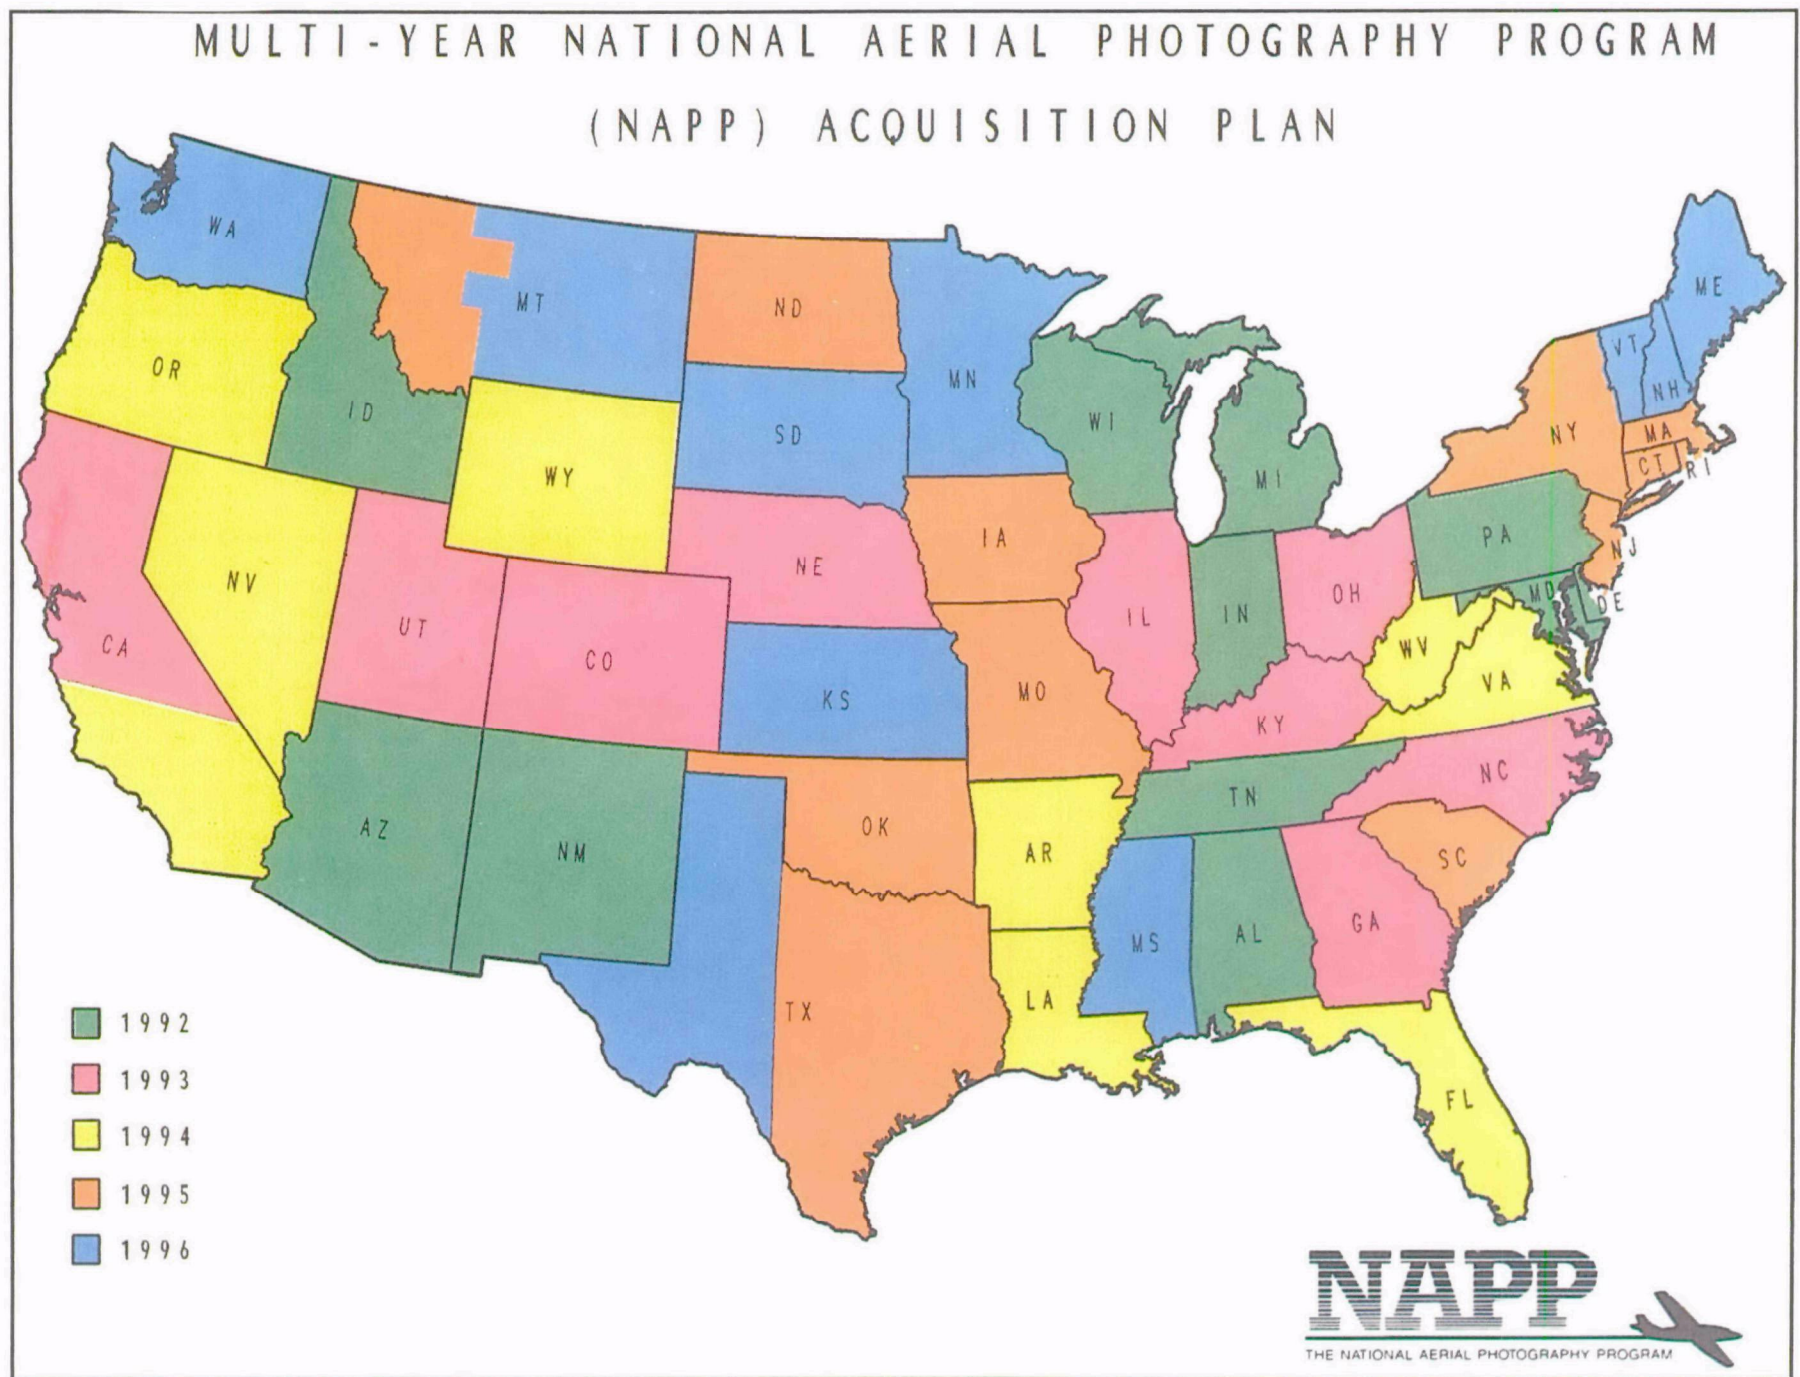 MULTI-YEAR NATIONAL AERIAL PHOTOGRAPHY PROGRAM
(NAPP) ACQUISITION PLAN
WA
MT
ND
MN
ME
VT
NH
OR
ID
SD
WI
MI
NY
MA
CT
RI
WY
IA
PA
NJ
NV
NE
IL
IN
OH
MD
DE
CA
UT
CO
KS
MO
WV
VA
KY
AZ
NM
OK
AR
TN
NC
SC
MS
AL
GA
TX
LA
FL
1992
1993
1994
1995
1996
NAPP
THE NATIONAL AERIAL PHOTOGRAPHY PROGRAM